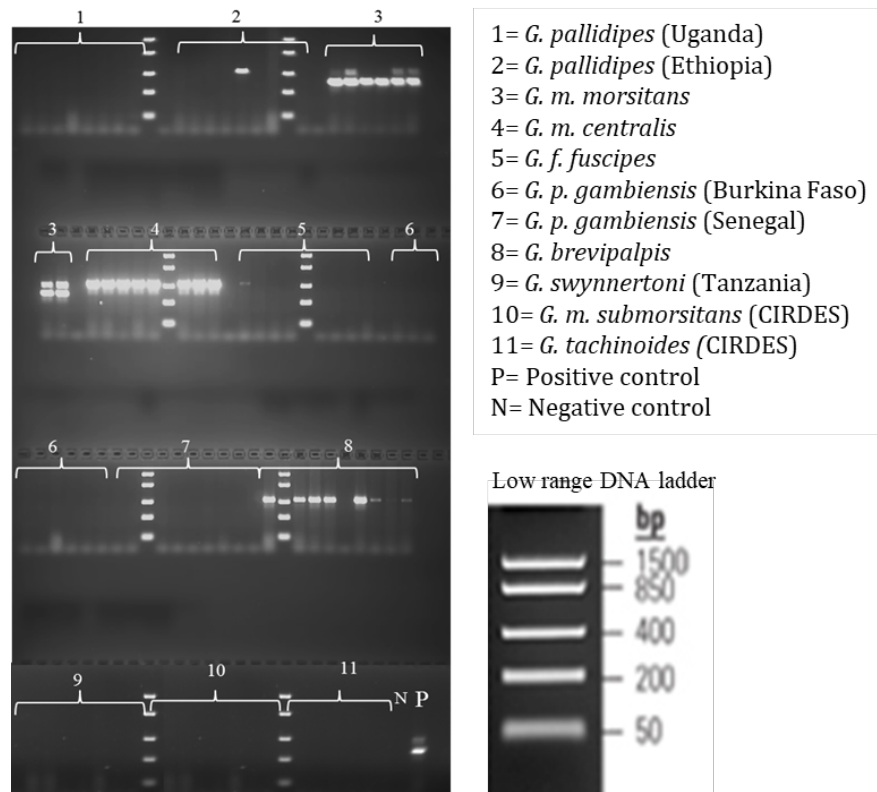 1
2
3
3
4
5
6
6
7
8
9
10
11
N P
1= G. pallidipes (Uganda)
2= G. pallidipes (Ethiopia)
3= G. m. morsitans
4= G. m. centralis
5= G. f. fuscipes
6= G. p. gambiensis (Burkina Faso)
7= G. p. gambiensis (Senegal)
8= G. brevipalpis
9= G. swynnertoni (Tanzania)
10= G. m. submorsitans (CIRDES)
11= G. tachinoides (CIRDES)
P= Positive control
N= Negative control
Low range DNA ladder
bp
1500
850
400
200
50